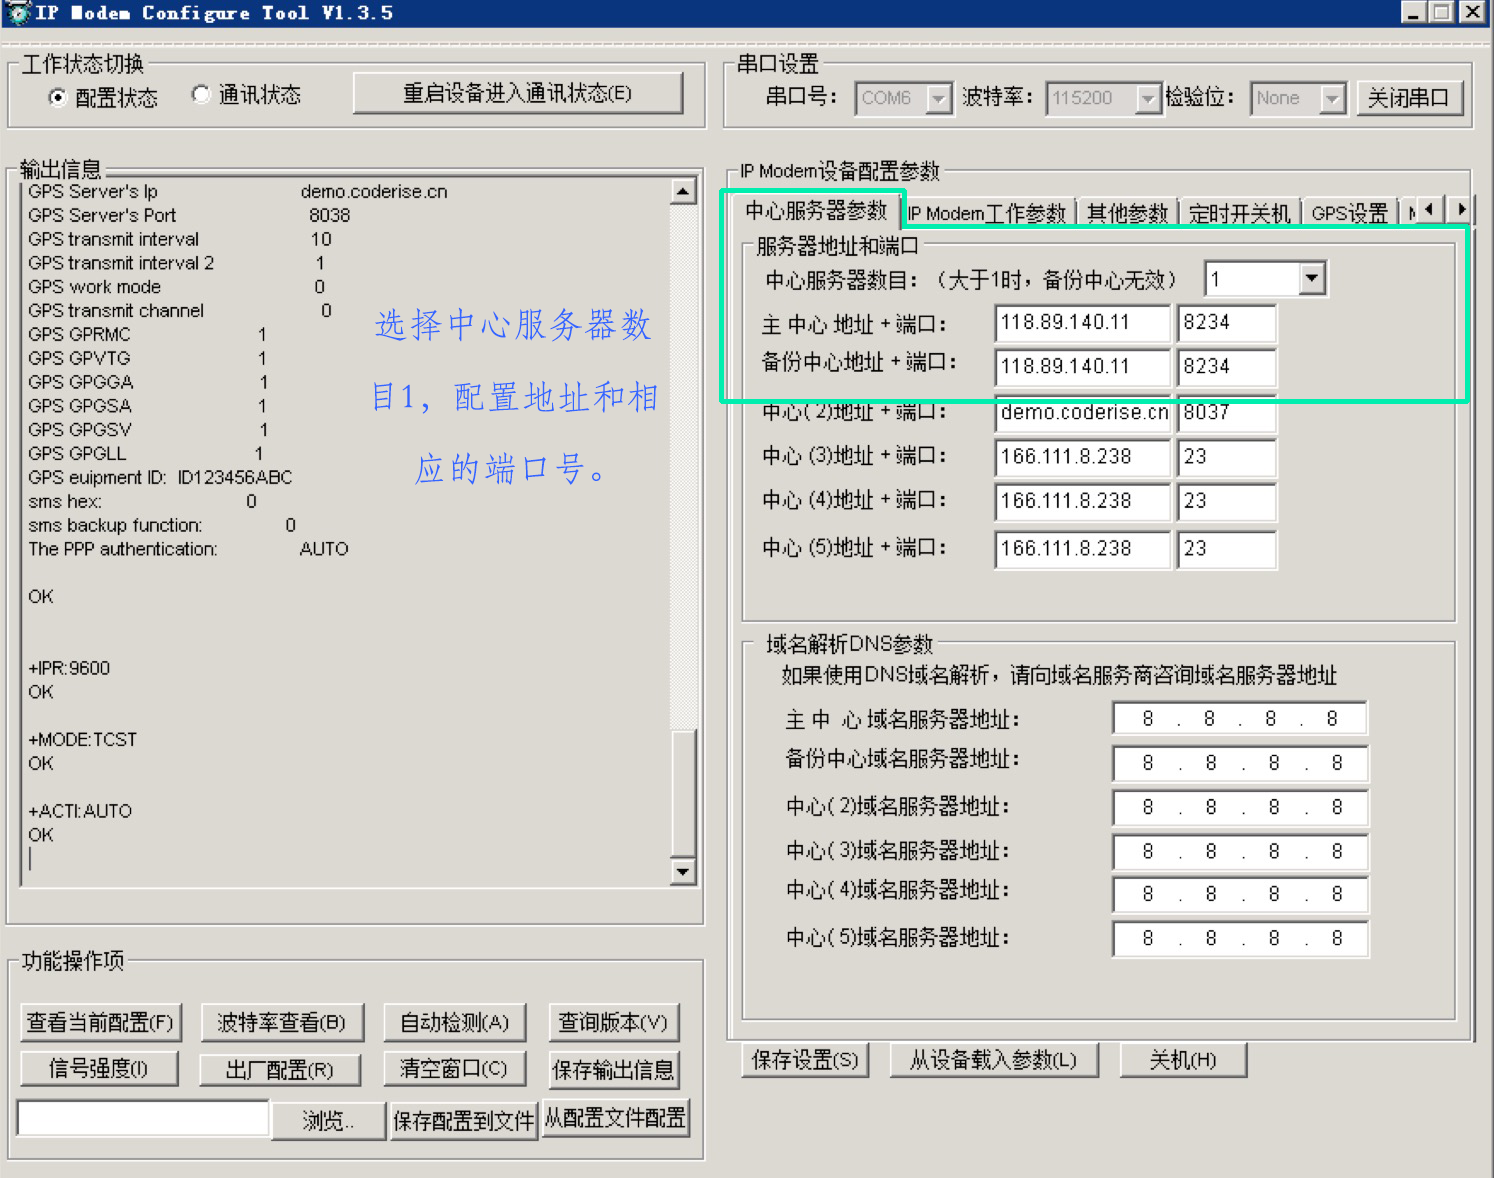 IP Modem Configure Tool V1.3.5
工作状态切换
配置状态
通讯状态
重启设备进入通讯状态(E)
串口设置
串口号：
COM6
波特率：
115200
检验位：
None
关闭串口
输出信息
GPS Server's Ip demo.coderise.cn
GPS Server's Port 8038
GPS transmit interval 10
GPS transmit interval 2 1
GPS work mode 0
GPS transmit channel 0
GPS GPRMC 1
GPS GPVTG 1
GPS GPGGA 1
GPS GPGSA 1
GPS GPGSV 1
GPS GPGLL 1
GPS euipment ID: ID123456ABC
sms hex: 0
sms backup function: 0
The PPP authentication: AUTO
OK
+IPR:9600
OK
+MODE:TCST
OK
+ACTI:AUTO
OK
选择中心服务器数
目1，配置地址和相
应的端口号。
IP Modem设备配置参数
中心服务器参数
IP Modem工作参数
其他参数
定时开关机
GPS设置
服务器地址和端口
中心服务器数目：（大于1时，备份中心无效） 1
主 中心 地址 + 端口： 118.89.140.11 8234
备份中心地址 + 端口： 118.89.140.11 8234
中心( 2)地址 + 端口： demo.coderise.cn 8037
中心 (3)地址 + 端口： 166.111.8.238 23
中心 (4)地址 + 端口： 166.111.8.238 23
中心 (5)地址 + 端口： 166.111.8.238 23
域名解析DNS参数
如果使用DNS域名解析，请向域名服务商咨询域名服务器地址
主 中 心 域名服务器地址： 8 . 8 . 8 . 8
备份中心域名服务器地址： 8 . 8 . 8 . 8
中心( 2)域名服务器地址： 8 . 8 . 8 . 8
中心( 3)域名服务器地址： 8 . 8 . 8 . 8
中心( 4)域名服务器地址： 8 . 8 . 8 . 8
中心( 5)域名服务器地址： 8 . 8 . 8 . 8
保存设置(S)
从设备载入参数(L)
关机(H)
功能操作项
查看当前配置(F)
波特率查看(B)
自动检测(A)
查询版本(V)
信号强度(I)
出厂配置(R)
清空窗口(C)
保存输出信息
浏览..
保存配置到文件
从配置文件配置